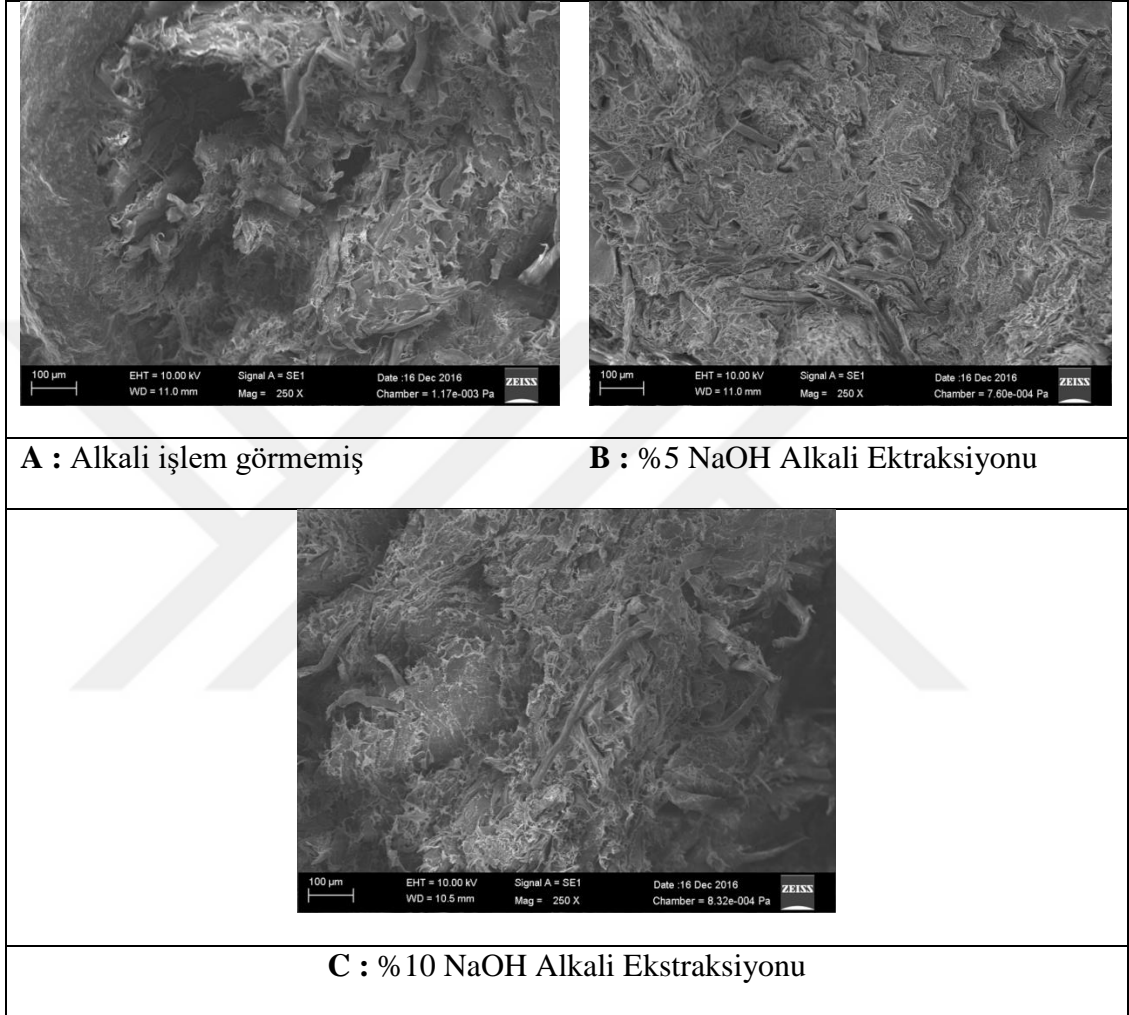 100 µm EHT = 10.00 kV Signal A = SE1 Date :16 Dec 2016 ZEISS
WD = 11.0 mm Mag = 250 X Chamber = 1.17e-003 Pa
100 µm EHT = 10.00 kV Signal A = SE1 Date :16 Dec 2016 ZEISS
WD = 11.0 mm Mag = 250 X Chamber = 7.60e-004 Pa
A : Alkali işlem görmemiş
B : %5 NaOH Alkali Ektraksiyonu
100 µm EHT = 10.00 kV Signal A = SE1 Date :16 Dec 2016 ZEISS
WD = 10.5 mm Mag = 250 X Chamber = 8.32e-004 Pa
C : %10 NaOH Alkali Ekstraksiyonu